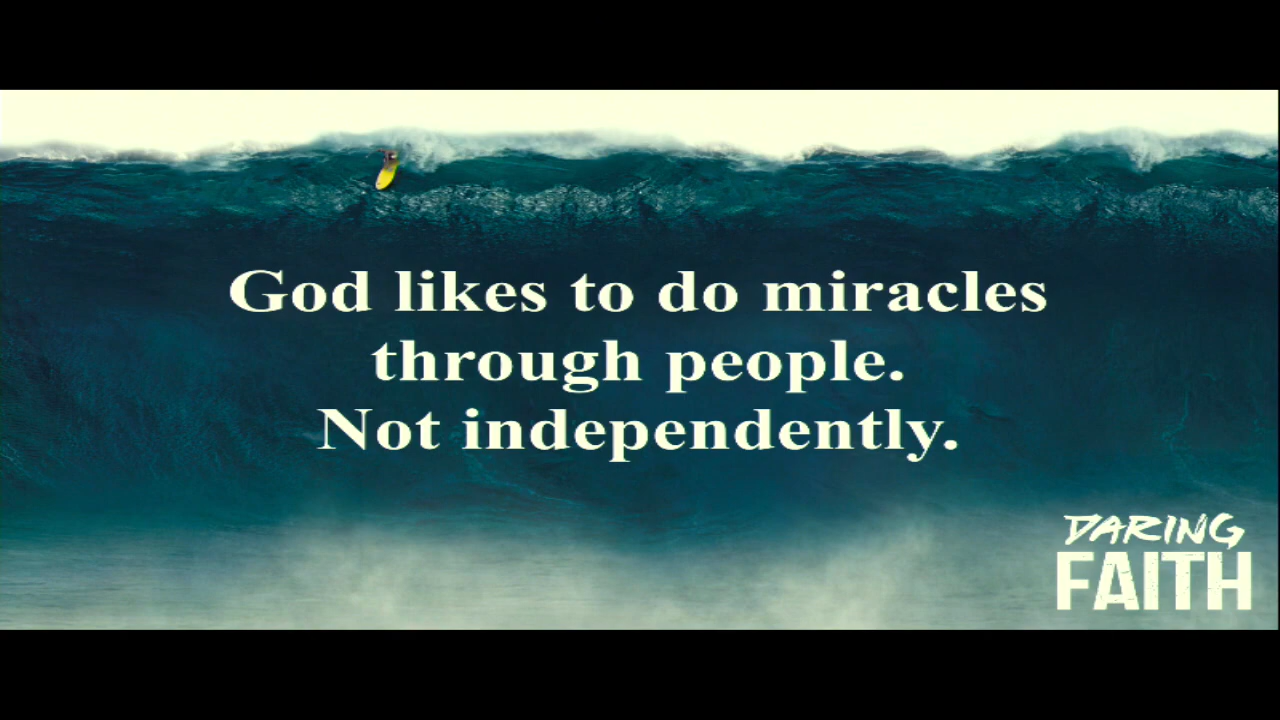 God likes to do miracles
through people.
Not independently.
DARING
FAITH